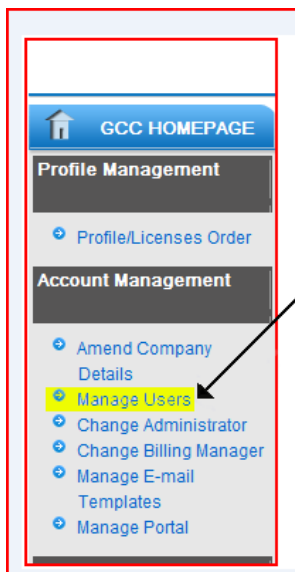 GCC HOMEPAGE
Profile Management
Profile/Licenses Order
Account Management
Amend Company
Details
Manage Users
Change Administrator
Change Billing Manager
Manage E-mail
Templates
Manage Portal